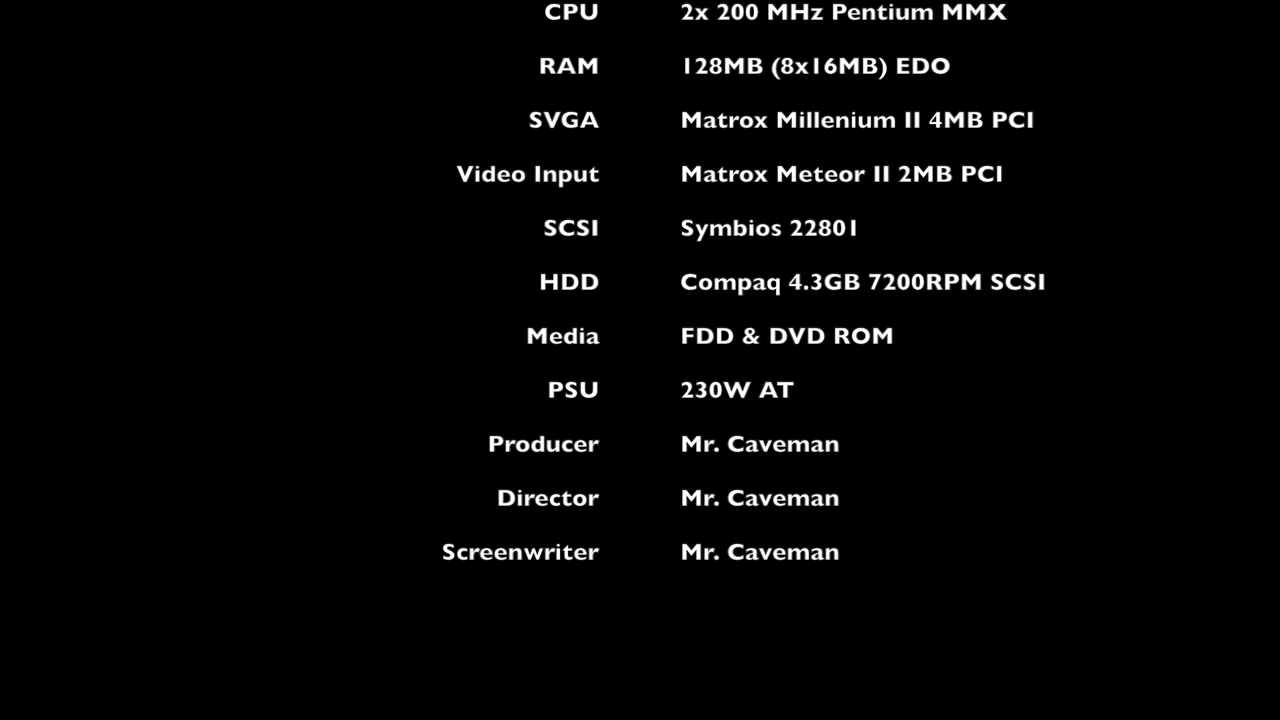 CPU 2x 200 MHz Pentium MMX
RAM 128MB (8x16MB) EDO
SVGA Matrox Millenium II 4MB PCI
Video Input Matrox Meteor II 2MB PCI
SCSI Symbios 22801
HDD Compaq 4.3GB 7200RPM SCSI
Media FDD & DVD ROM
PSU 230W AT
Producer Mr. Caveman
Director Mr. Caveman
Screenwriter Mr. Caveman